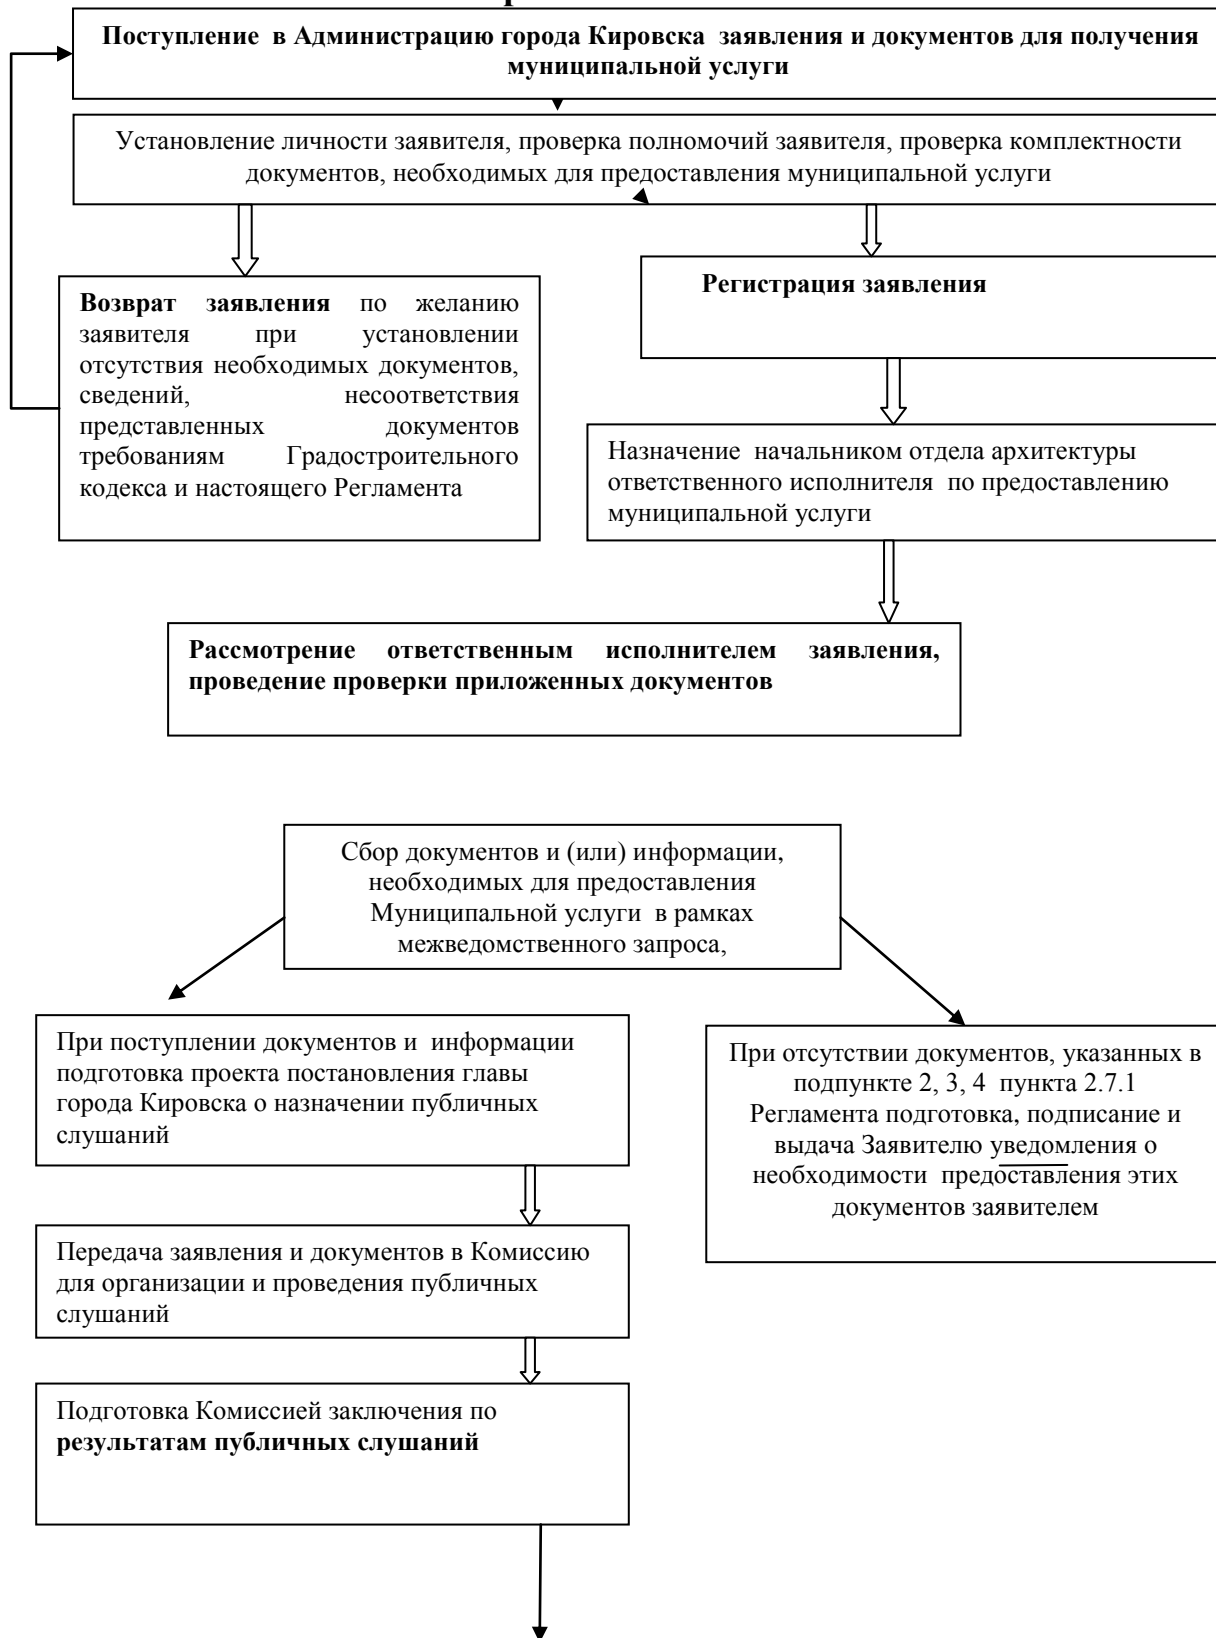 Поступление в Администрацию города Кировска заявления и документов для получения
муниципальной услуги
Установление личности заявителя, проверка полномочий заявителя, проверка комплектности
документов, необходимых для предоставления муниципальной услуги
Возврат заявления по желанию
заявителя при установлении
отсутствия необходимых документов,
сведений, несоответствия
представленных документов
требованиям Градостроительного
кодекса и настоящего Регламента
Регистрация заявления
Назначение начальником отдела архитектуры
ответственного исполнителя по предоставлению
муниципальной услуги
Рассмотрение ответственным исполнителем заявления,
проведение проверки приложенных документов
Сбор документов и (или) информации,
необходимых для предоставления
Муниципальной услуги в рамках
межведомственного запроса,
При поступлении документов и информации
подготовка проекта постановления главы
города Кировска о назначении публичных
слушаний
При отсутствии документов, указанных в
подпункте 2, 3, 4 пункта 2.7.1
Регламента подготовка, подписание и
выдача Заявителю уведомления о
необходимости предоставления этих
документов заявителем
Передача заявления и документов в Комиссию
для организации и проведения публичных
слушаний
Подготовка Комиссией заключения по
результатам публичных слушаний